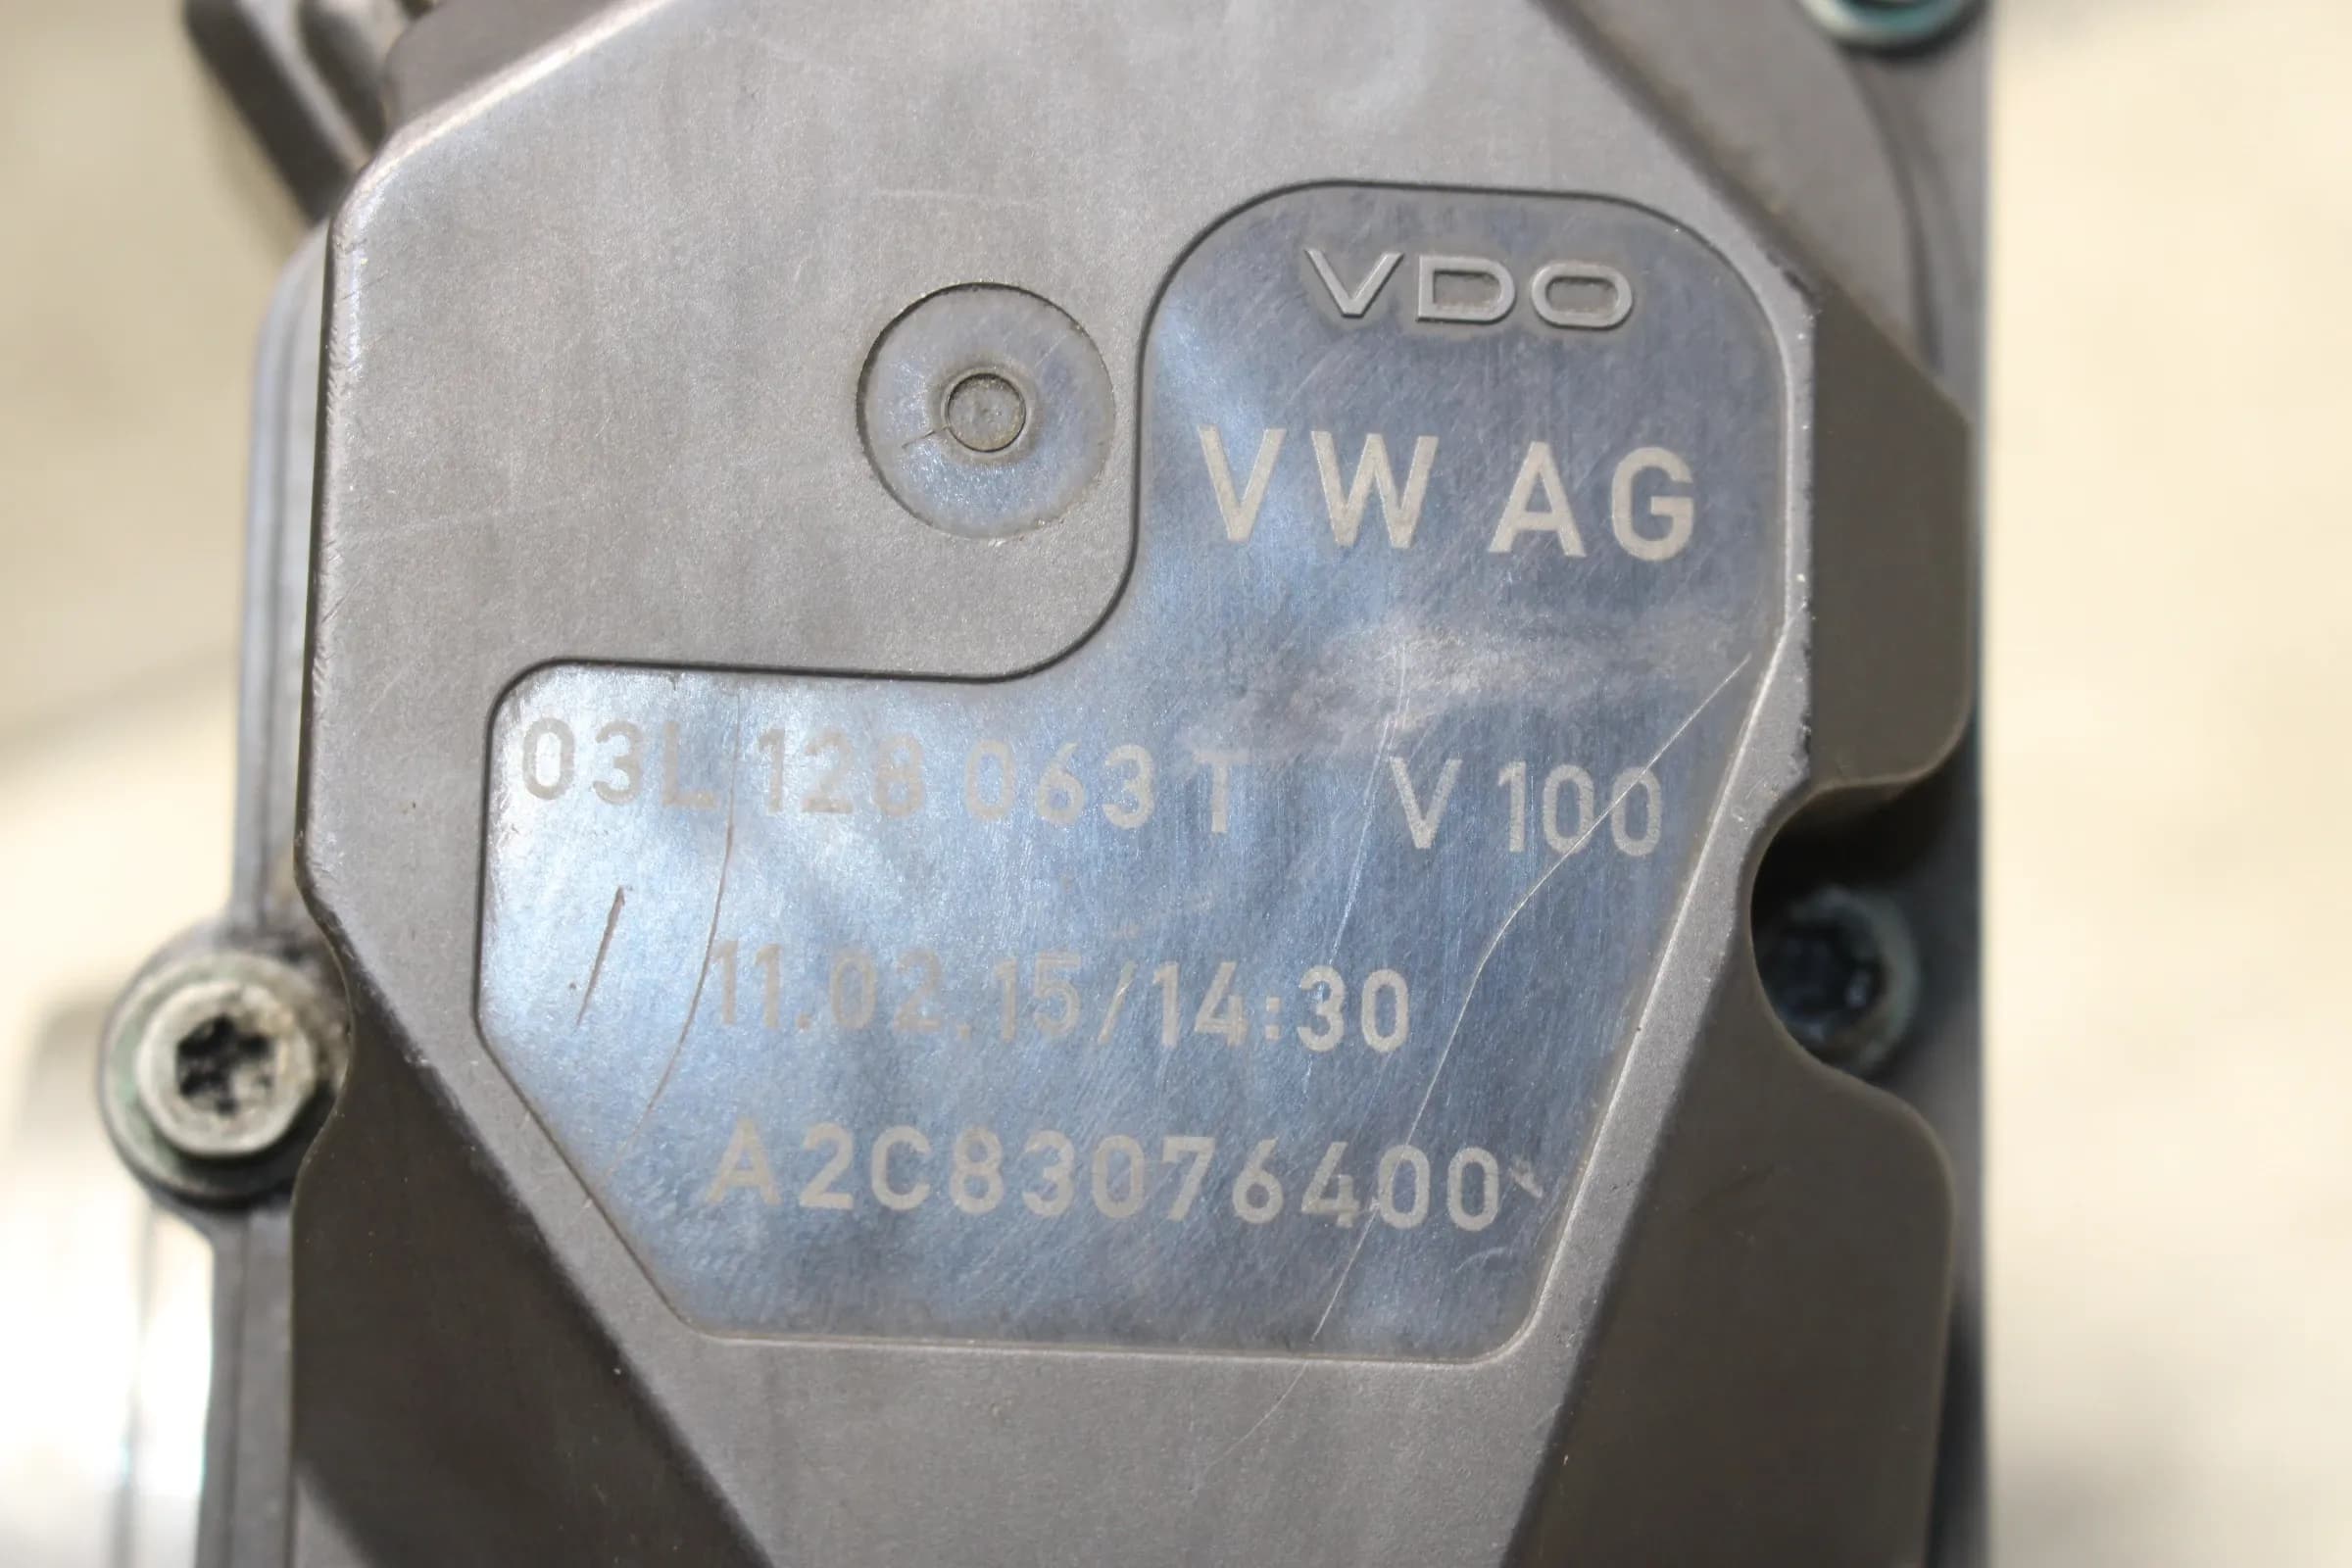 VDO
VW AG
03L 128 063 T V 100
11.02.15/14:30
A2C83076400